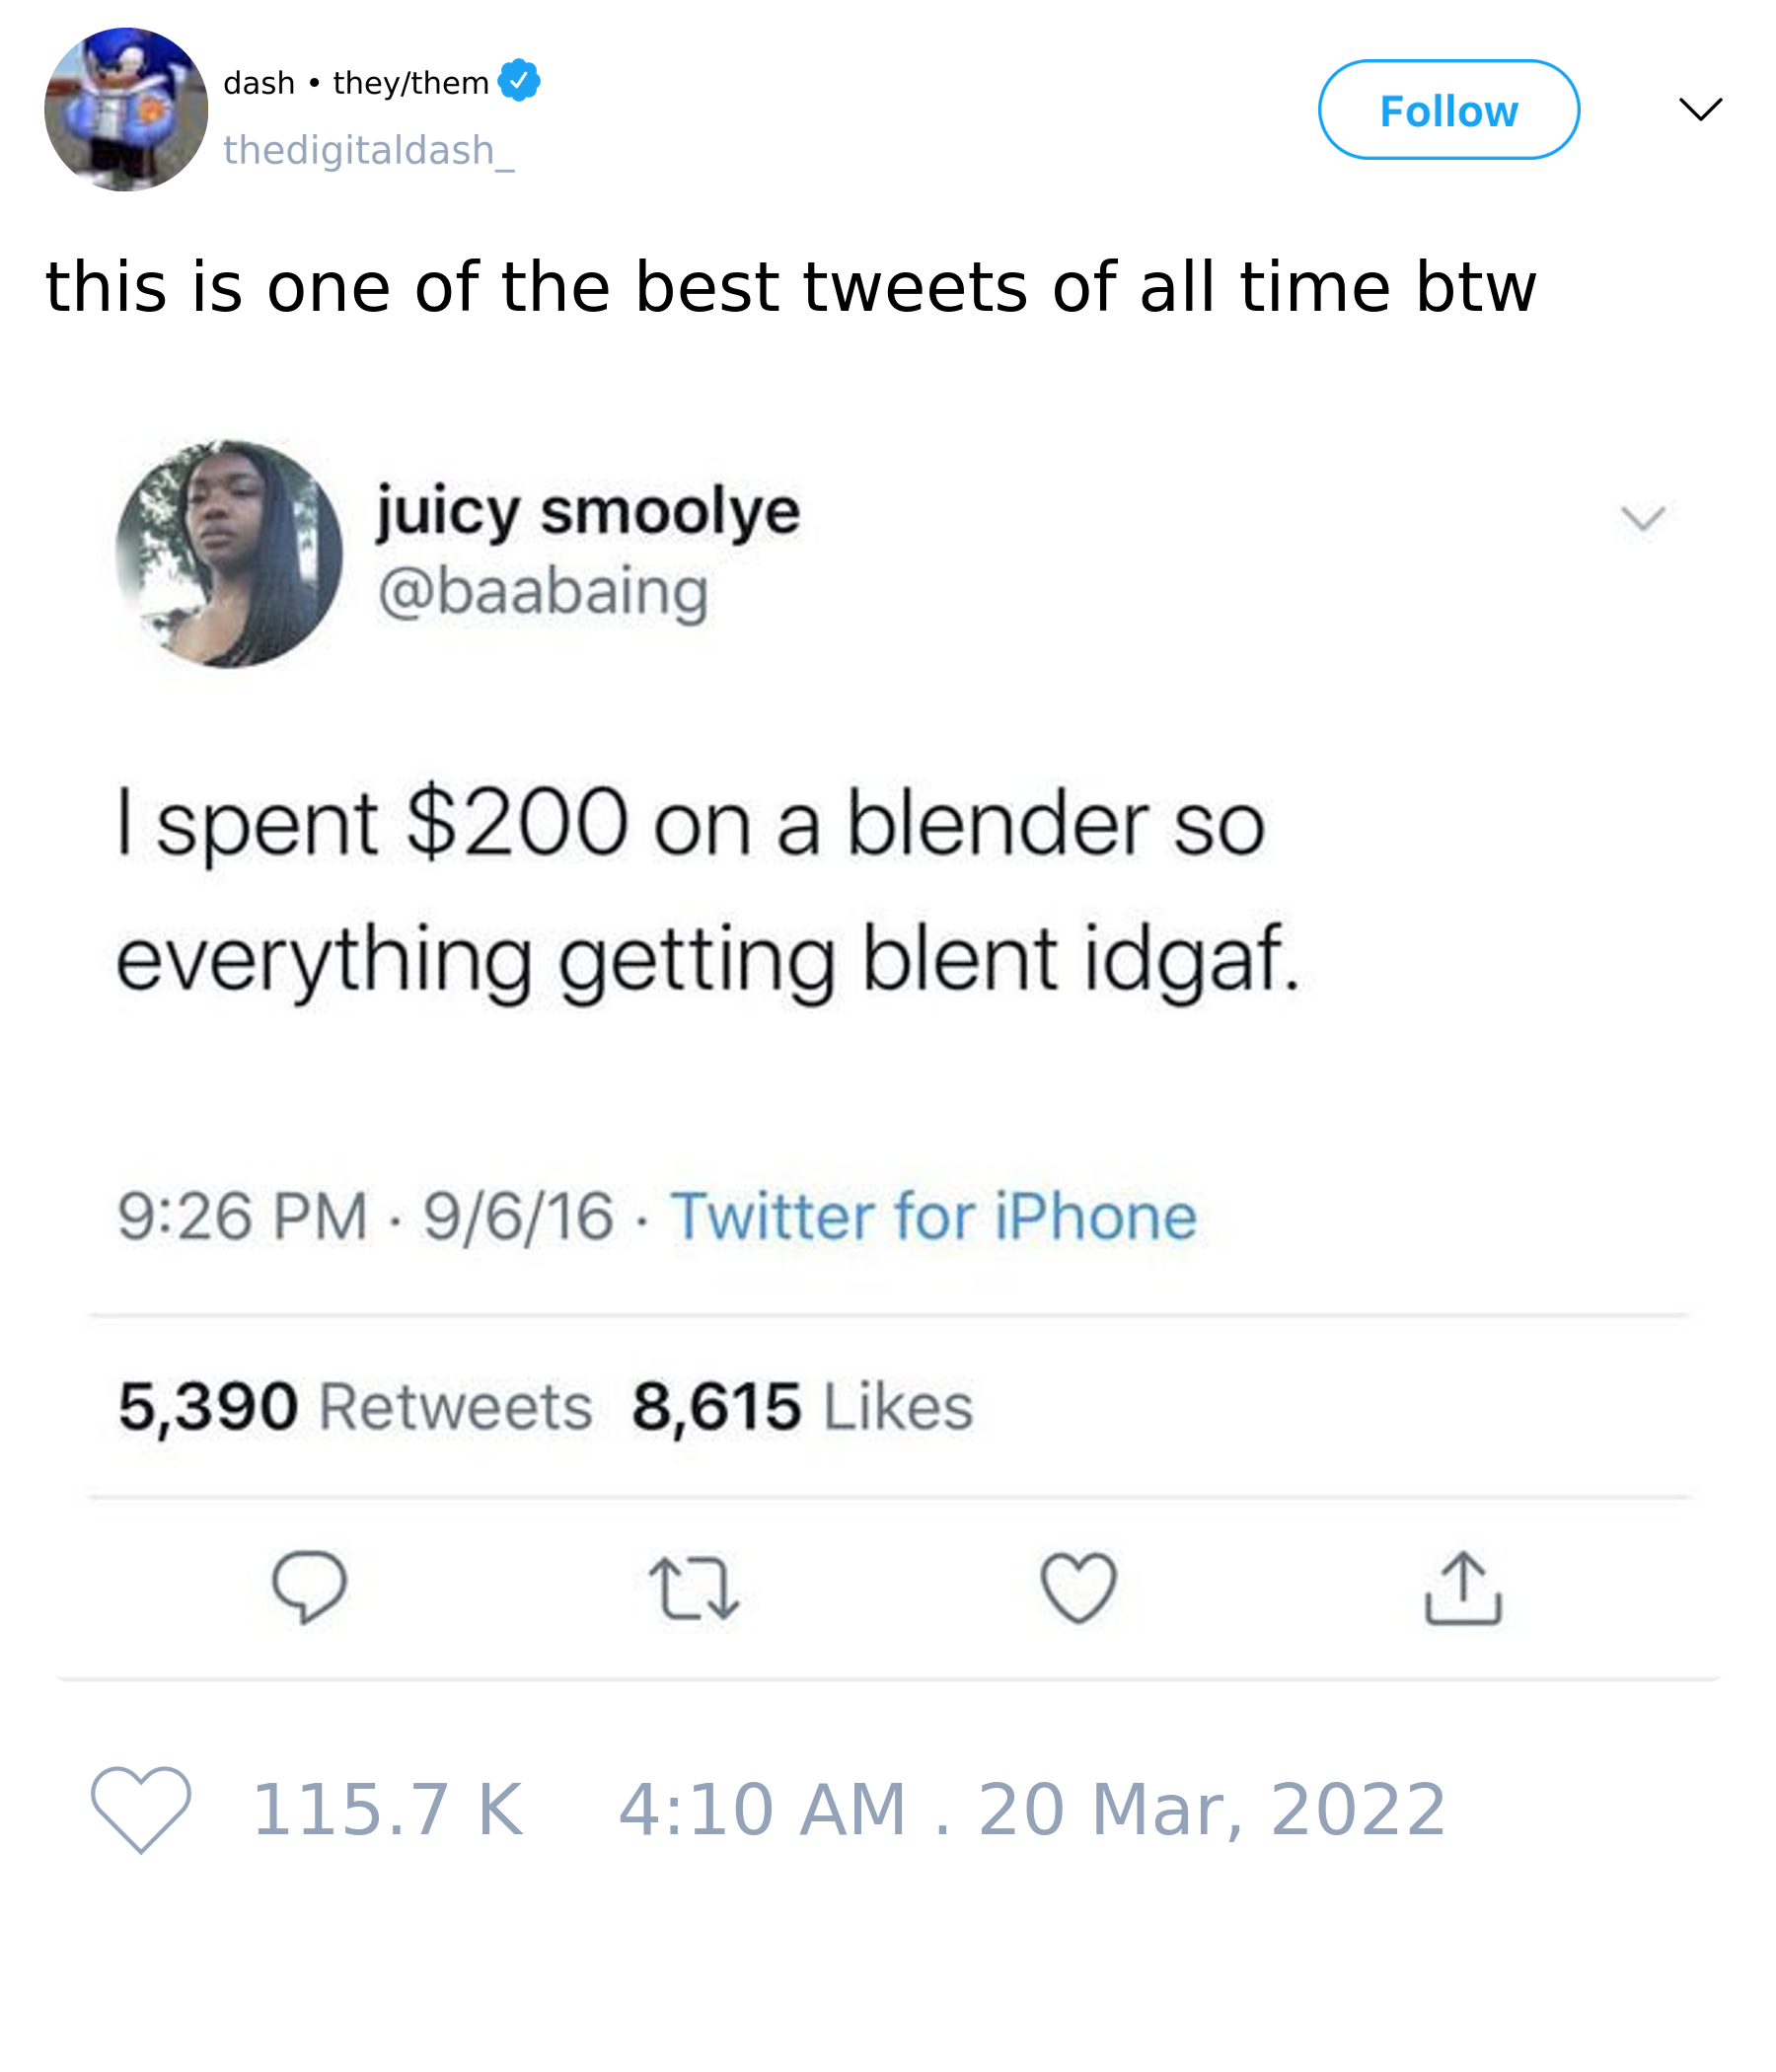 dash • they/them
thedigitaldash_
Follow
this is one of the best tweets of all time btw
juicy smoolye
@baabaing
I spent $200 on a blender so
everything getting blent idgaf.
9:26 PM · 9/6/16 · Twitter for iPhone
5,390 Retweets 8,615 Likes
115.7 K 4:10 AM . 20 Mar, 2022